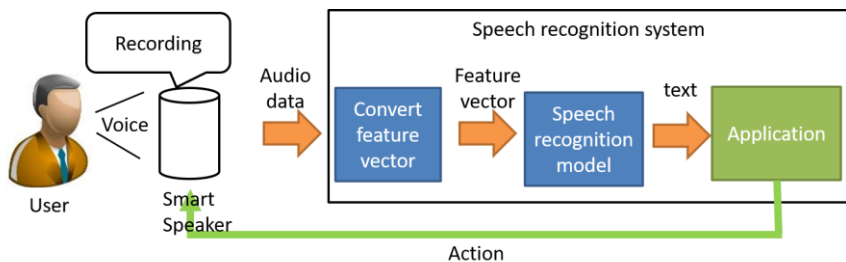 Speech recognition system
Recording
Audio
data
Feature
vector
text
Voice
Convert
feature
vector
Speech
recognition
model
Application
User
Smart
Speaker
Action